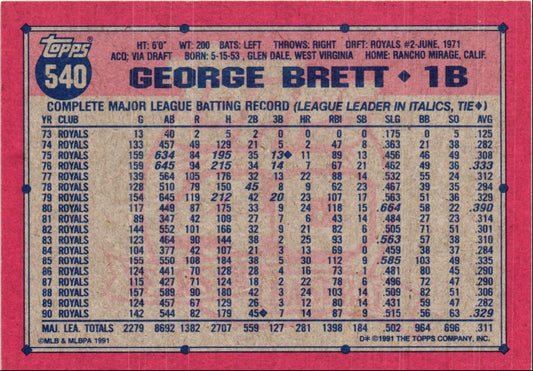 Topps
540
HT: 6'0" WT: 200 BATS: LEFT THROWS: RIGHT DRFT: ROYALS #2-JUNE, 1971
ACQ: VIA DRAFT BORN: 5-15-53, GLEN DALE, WEST VIRGINIA HOME: RANCHO MIRAGE, CALIF.
GEORGE BRETT ◆ 1B
COMPLETE MAJOR LEAGUE BATTING RECORD (LEAGUE LEADER IN ITALICS, TIE◆)
YR CLUB G AB R H 2B 3B HR RBI SB SLG BB SO AVG
73 ROYALS 13 40 2 5 2 0 0 0 0 .175 0 5 .125
74 ROYALS 133 457 49 129 21 5 2 47 8 .363 21 38 .282
75 ROYALS 159 634 84 195 35 13◆ 11 89 13 .456 46 49 .308
76 ROYALS 159 645 94 215 34 14 7 67 21 .462 49 36 .333
77 ROYALS 139 564 105 176 32 13 22 88 14 .532 55 24 .312
78 ROYALS 128 510 79 150 45 8 9 62 23 .467 39 35 .294
79 ROYALS 154 645 119 212 42 20 23 107 17 .563 51 36 .329
80 ROYALS 117 449 87 175 33 9 24 118 15 .664 58 22 .390
81 ROYALS 89 347 42 109 27 7 6 43 14 .484 27 23 .314
82 ROYALS 144 552 101 166 32 9 21 82 6 .505 71 51 .301
83 ROYALS 123 464 90 144 38 2 25 93 0 .563 57 38 .310
84 ROYALS 104 377 42 107 21 3 13 69 0 .459 38 37 .284
85 ROYALS 155 550 108 184 38 5 30 112 9 .585 103 49 .335
86 ROYALS 124 441 70 128 28 4 16 73 1 .481 80 45 .290
87 ROYALS 115 427 71 124 18 2 22 78 6 .496 72 47 .290
88 ROYALS 157 589 90 180 42 3 24 103 14 .509 82 51 .306
89 ROYALS 124 457 67 129 26 3 12 80 14 .431 59 47 .282
90 ROYALS 142 544 82 179 45◆ 7 14 87 9 .515 56 63 .329
MAJ. LEA. TOTALS 2279 8692 1382 2707 559 127 281 1398 184 .502 964 696 .311
©MLB & MLBPA 1991 D* ©1991 THE TOPPS COMPANY, INC.